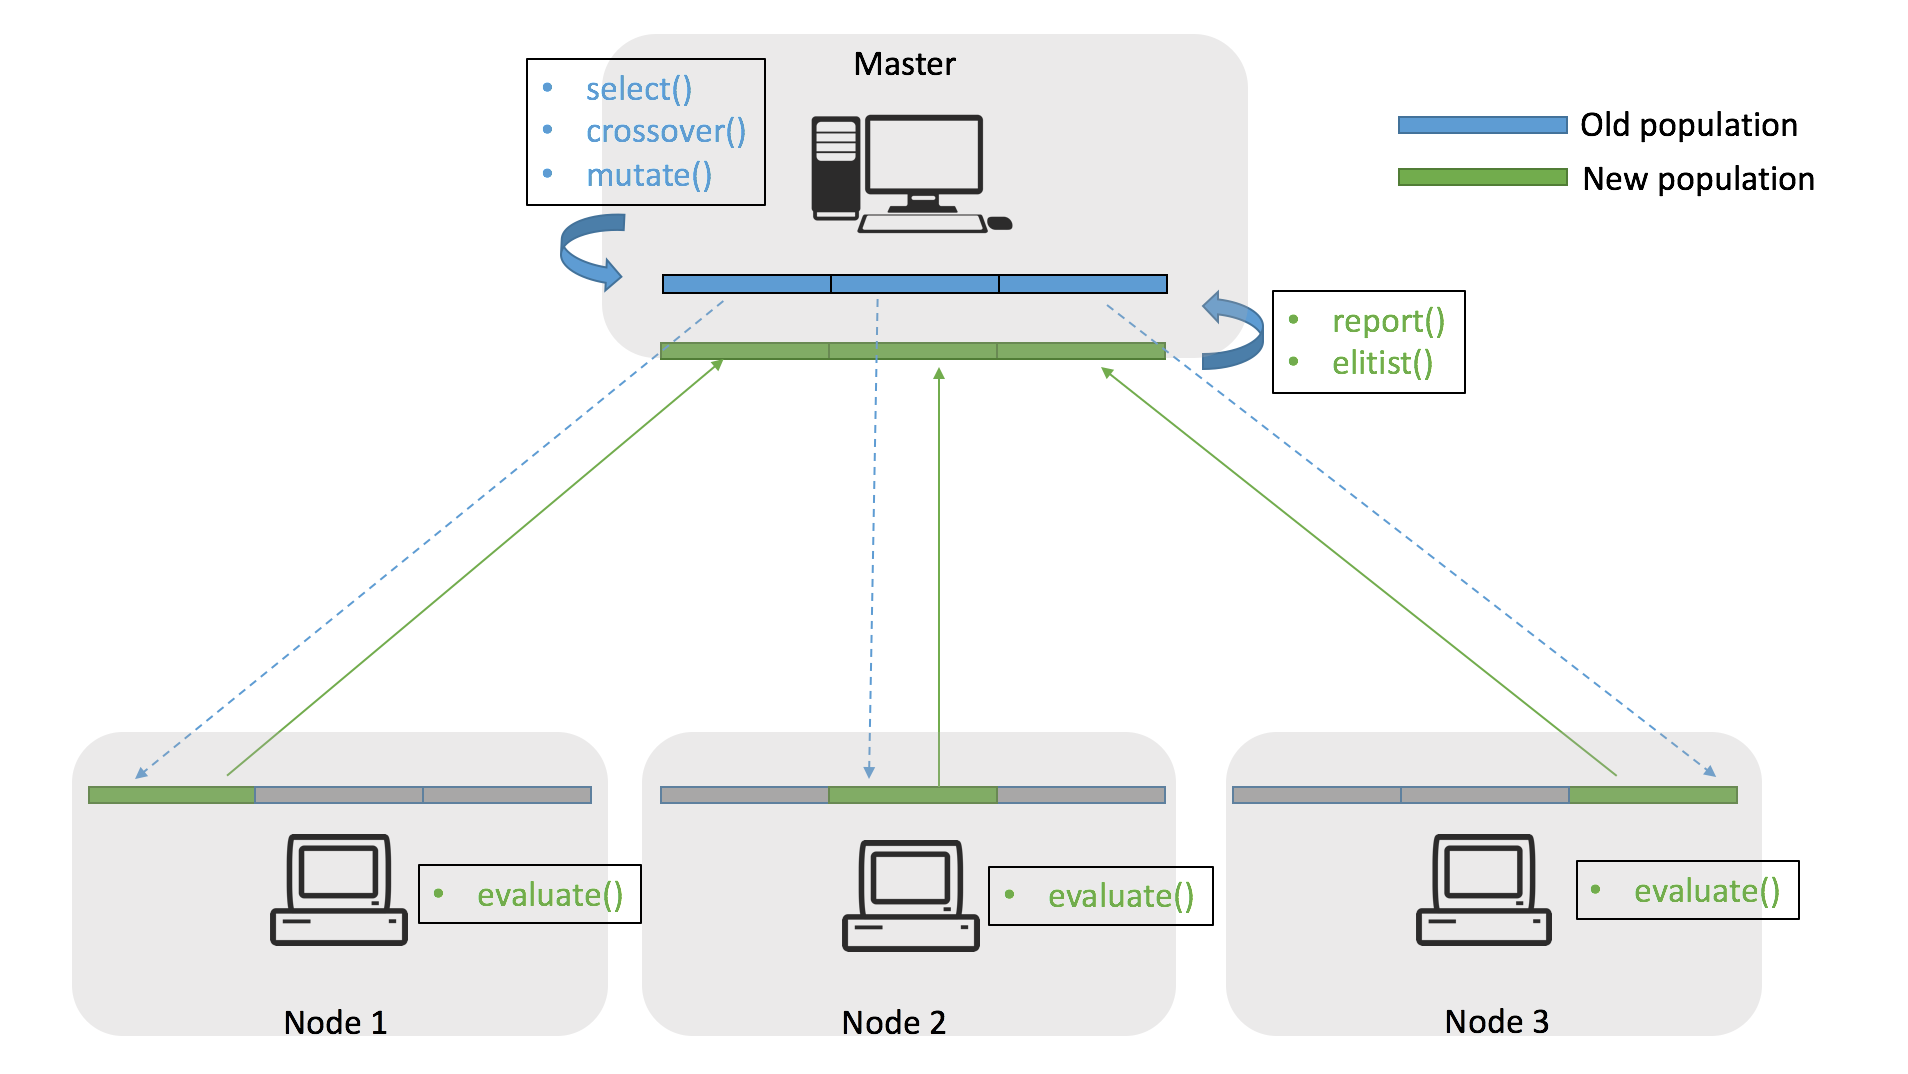 Master
• select()
• crossover()
• mutate()
Old population
New population
• report()
• elitist()
• evaluate()
• evaluate()
• evaluate()
Node 1
Node 2
Node 3